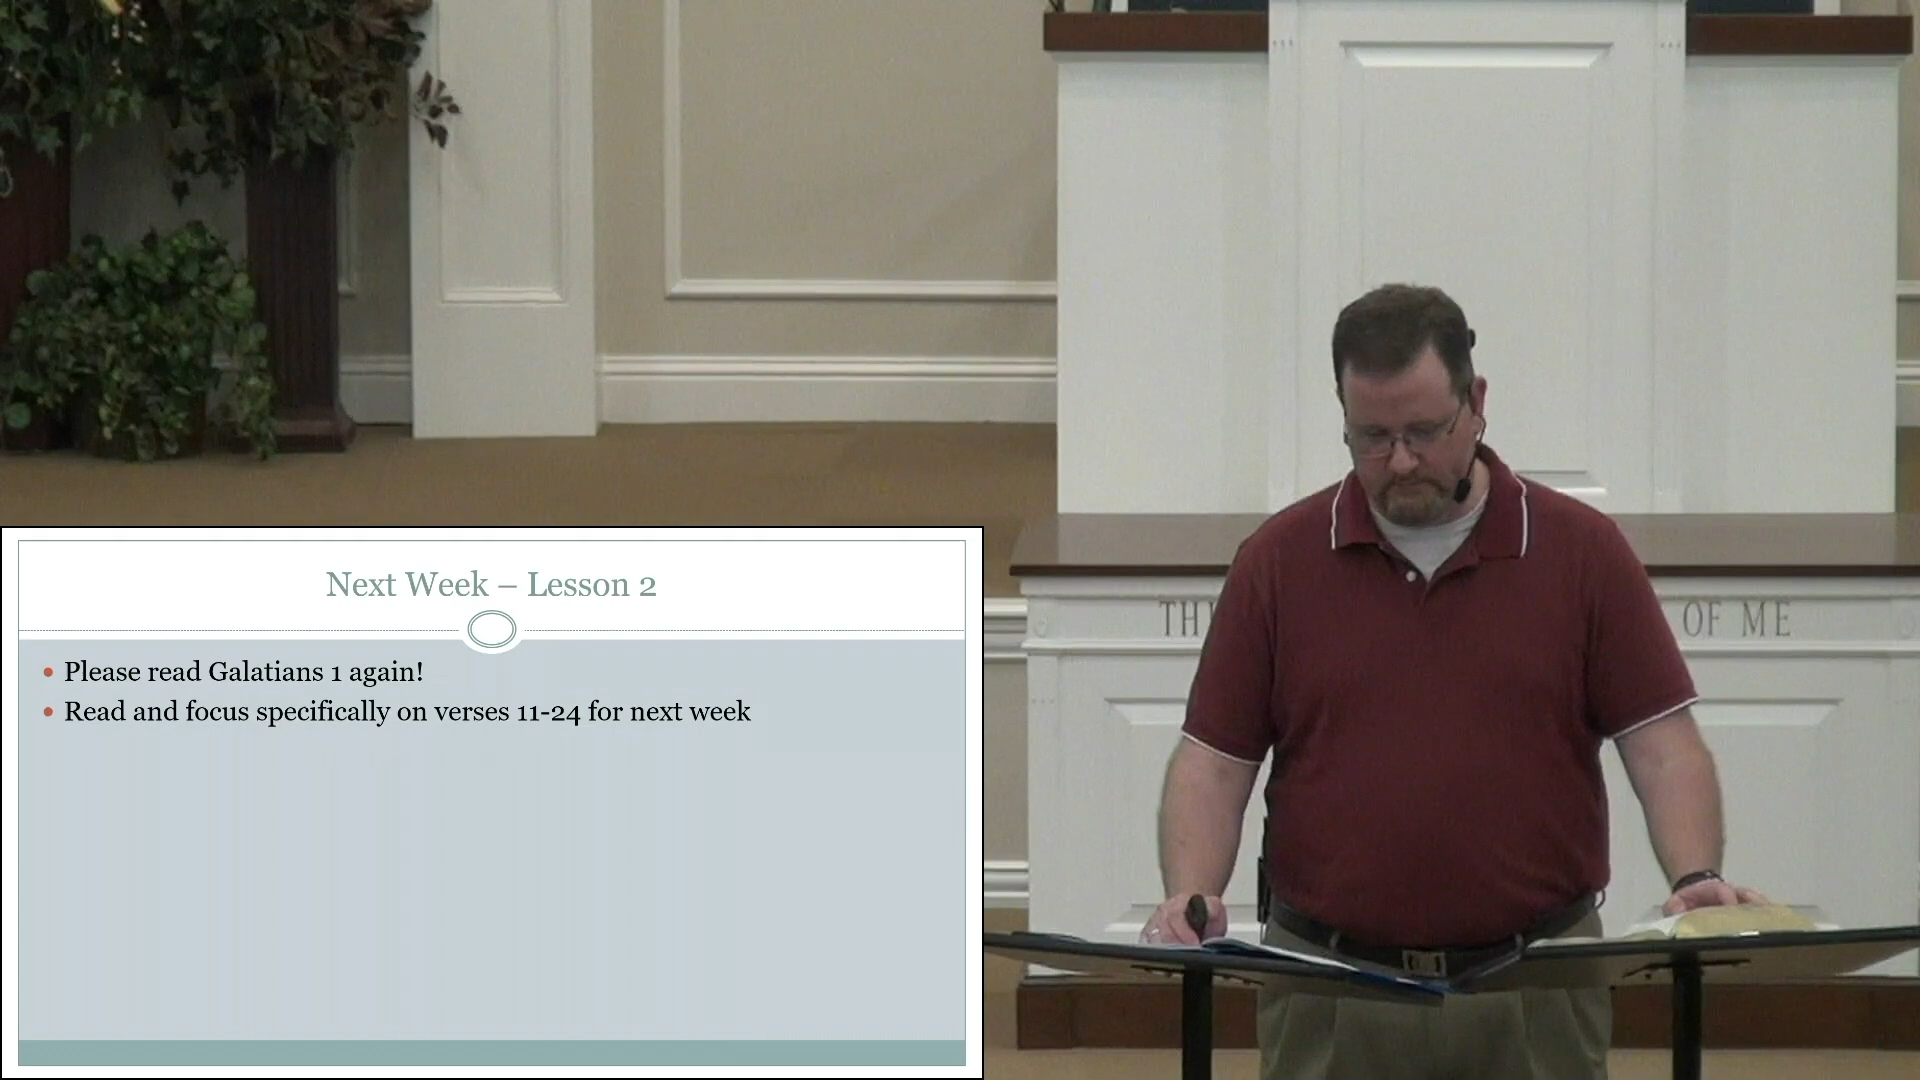 Next Week – Lesson 2
Please read Galatians 1 again!
Read and focus specifically on verses 11-24 for next week
OF ME